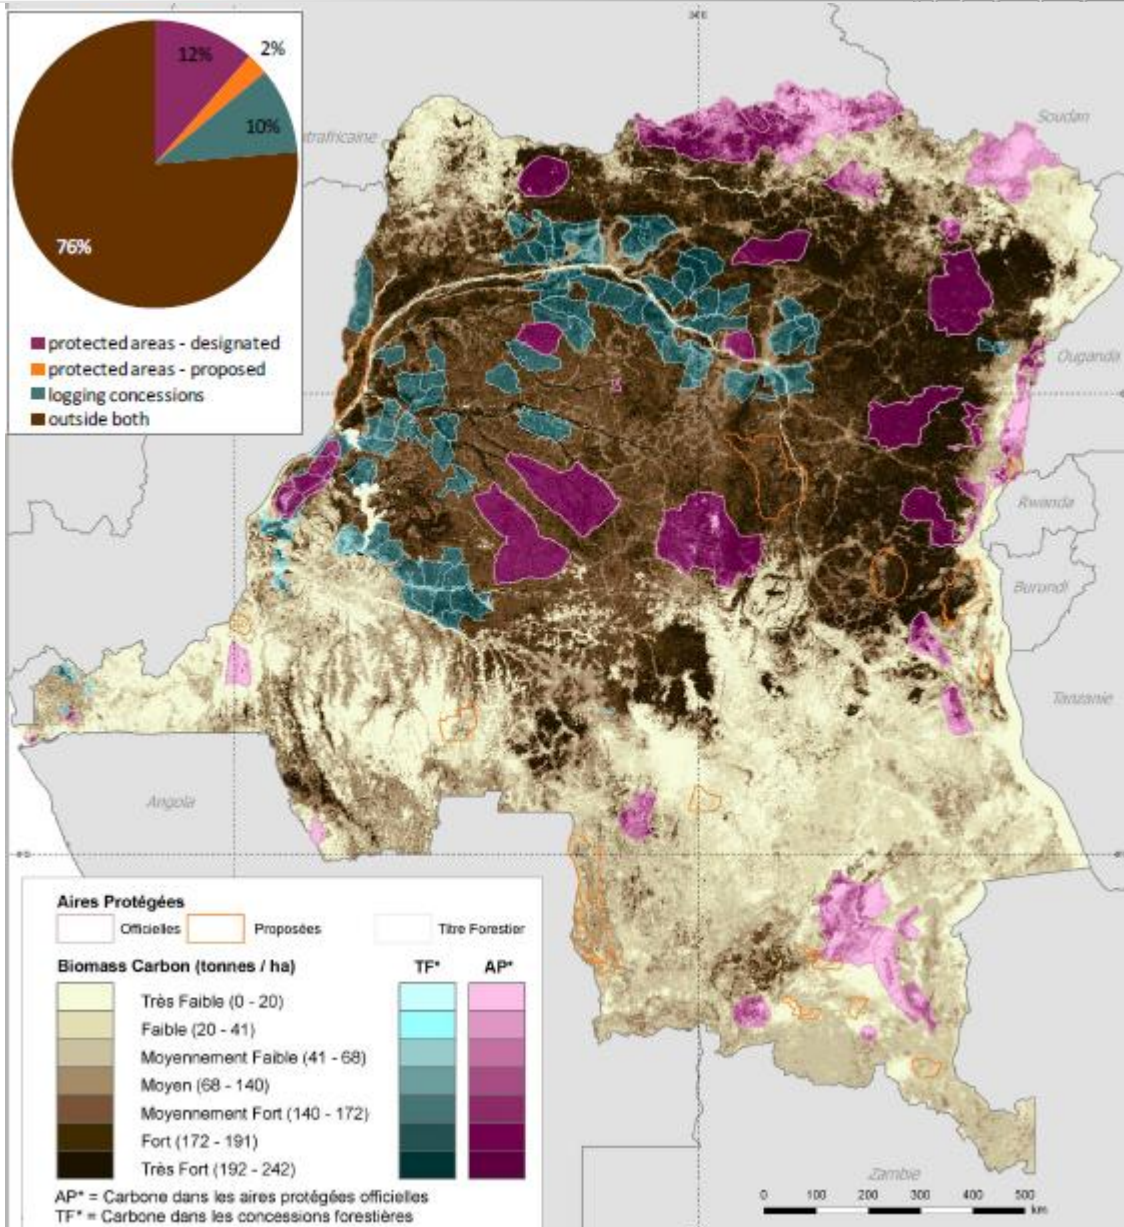 12%
2%
10%
76%
protected areas - designated
protected areas - proposed
logging concessions
outside both
trafricaine
Soudan
Ouganda
Rwanda
Burundi
Tanzanie
Angola
Zambie
Aires Protégées
Officielles Proposées Titre Forestier
Biomass Carbon (tonnes / ha) TF* AP*
Très Faible (0 - 20)
Faible (20 - 41)
Moyennement Faible (41 - 68)
Moyen (68 - 140)
Moyennement Fort (140 - 172)
Fort (172 - 191)
Très Fort (192 - 242)
AP* = Carbone dans les aires protégées officielles
TF* = Carbone dans les concessions forestières
0 100 200 300 400 500
km